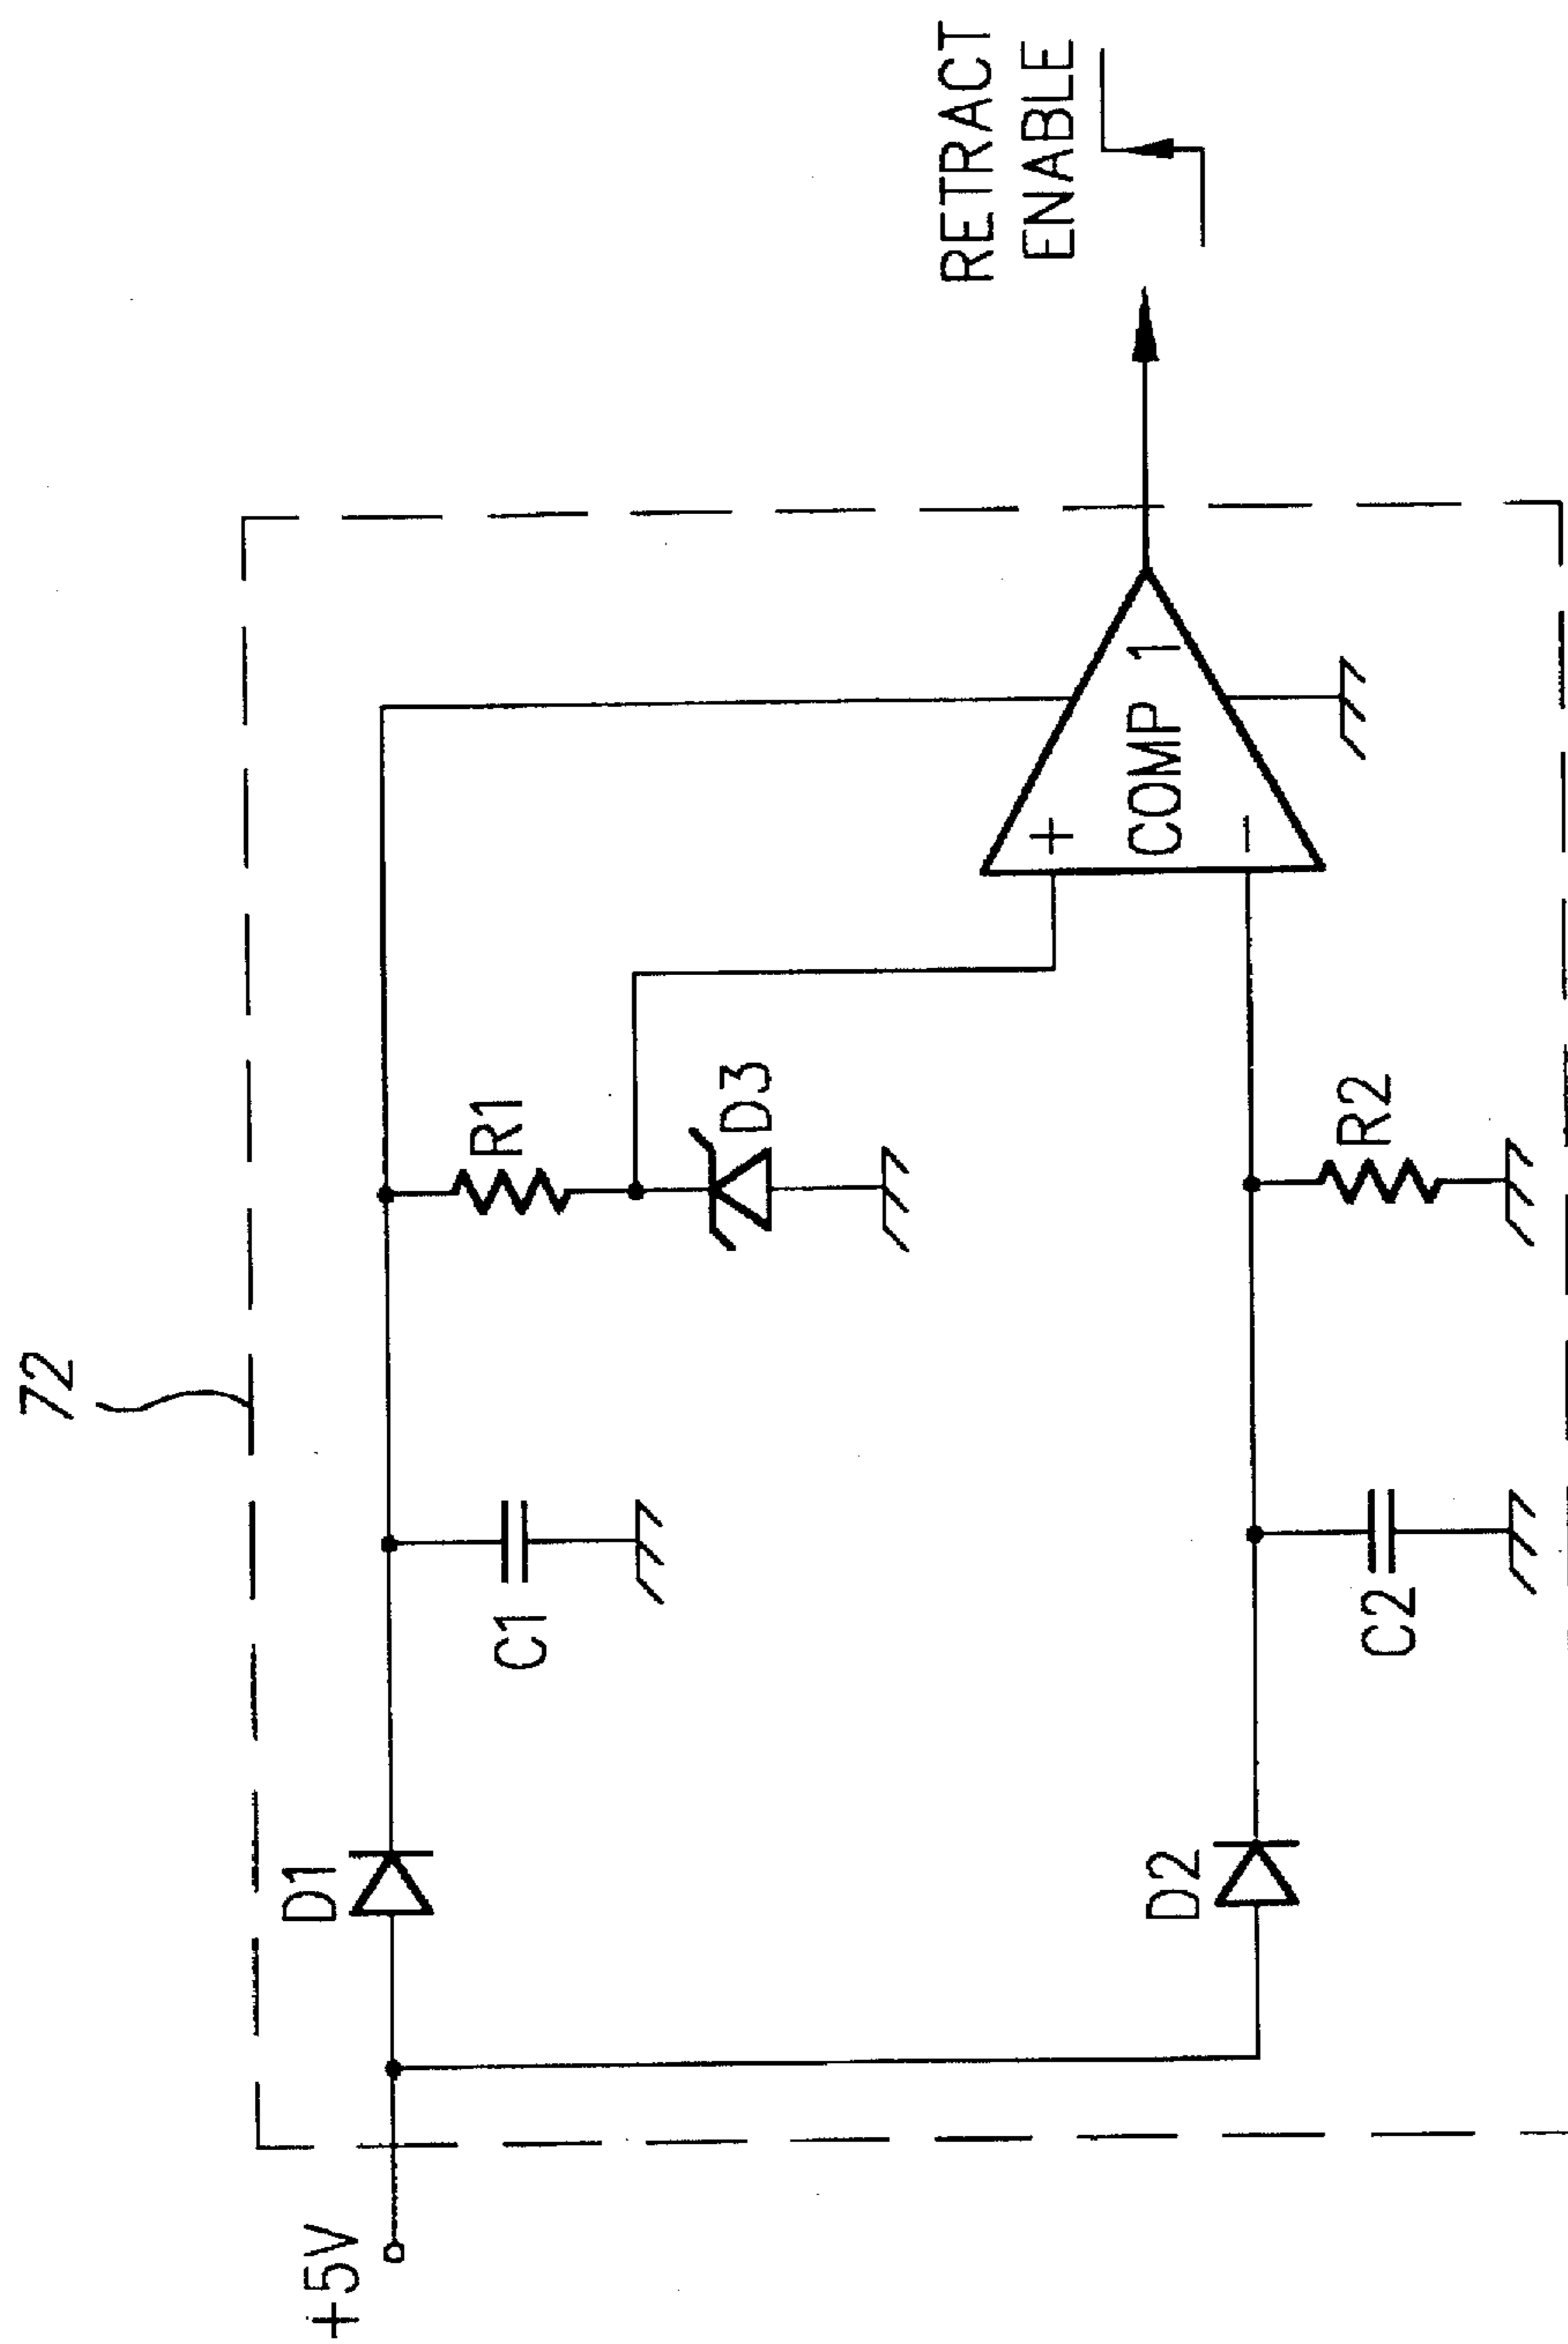 72
+5V
D1
C1
R1
D3
+
COMP 1
−
D2
C2
R2
RETRACT
ENABLE